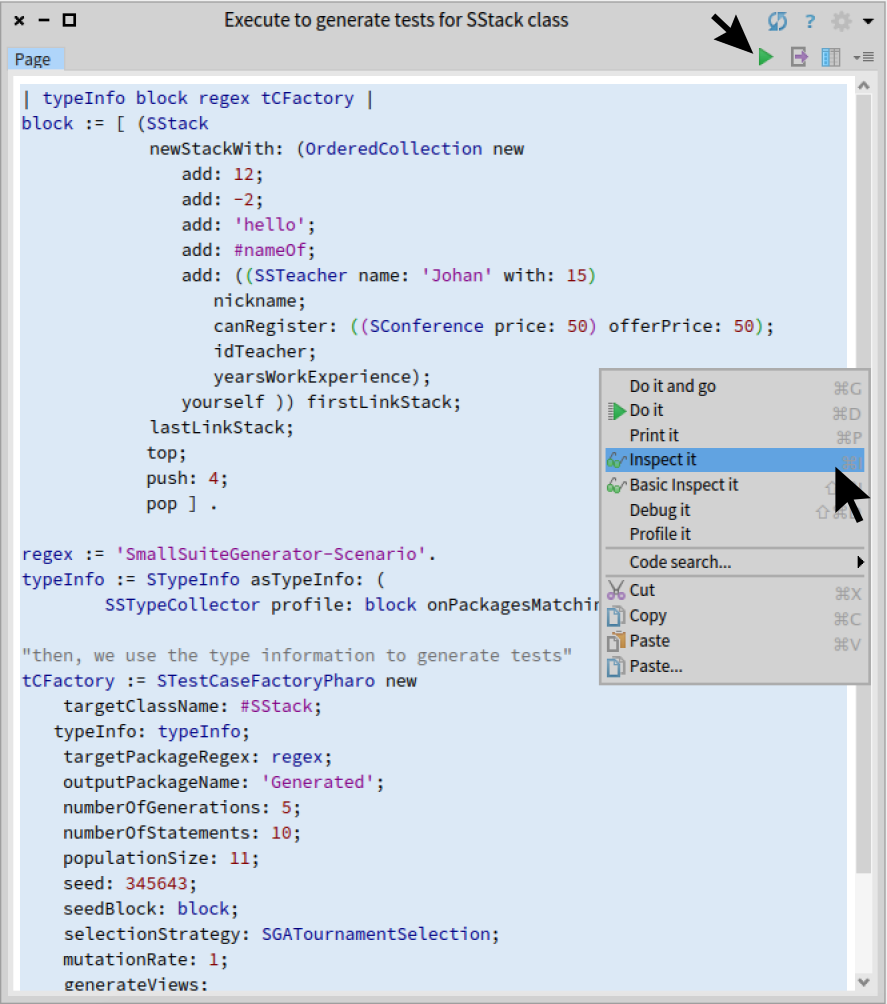 Execute to generate tests for SStack class
?
Page
| typeInfo block regex tCFactory |
block := [ (SStack
newStackWith: (OrderedCollection new
add: 12;
add: -2;
add: 'hello';
add: #nameOf;
add: ((SSTeacher name: 'Johan' with: 15)
nickname;
canRegister: ((SConference price: 50) offerPrice: 50);
idTeacher;
yearsWorkExperience);
yourself )) firstLinkStack;
lastLinkStack;
top;
push: 4;
pop ] .
regex := 'SmallSuiteGenerator-Scenario'.
typeInfo := STypeInfo asTypeInfo: (
SSTypeCollector profile: block onPackagesMatchin
"then, we use the type information to generate tests"
tCFactory := STestCaseFactoryPharo new
targetClassName: #SStack;
typeInfo: typeInfo;
targetPackageRegex: regex;
outputPackageName: 'Generated';
numberOfGenerations: 5;
numberOfStatements: 10;
populationSize: 11;
seed: 345643;
seedBlock: block;
selectionStrategy: SGATournamentSelection;
mutationRate: 1;
generateViews:
Do it and go ⌘G
Do it ⌘D
Print it ⌘P
Inspect it
Basic Inspect it
Debug it
Profile it
Code search...
Cut ⌘X
Copy ⌘C
Paste ⌘V
Paste...